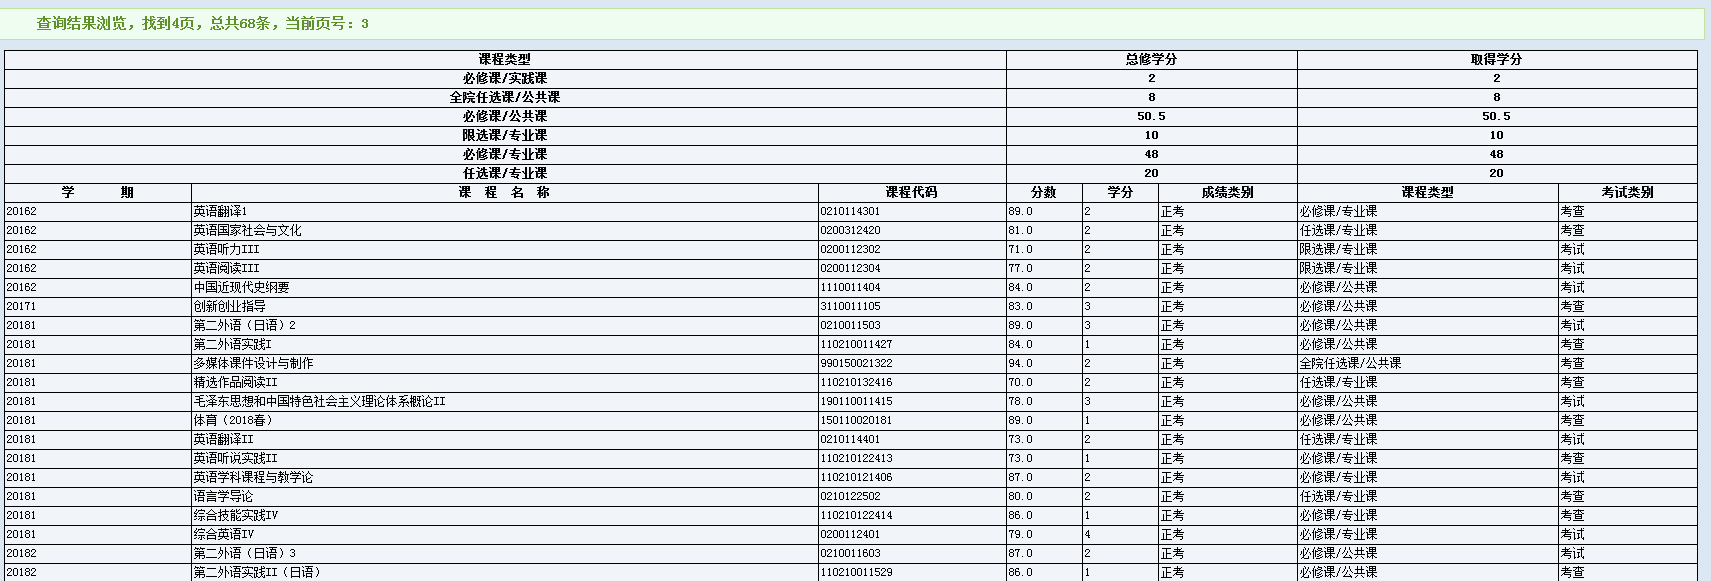 查询结果浏览，找到4页，总共68条，当前页号：3
课程类型 总修学分 取得学分
必修课/实践课 2 2
全院任选课/公共课 8 8
必修课/公共课 50.5 50.5
限选课/专业课 10 10
必修课/专业课 48 48
任选课/专业课 20 20
学 期 课 程 名 称 课程代码 分数 学分 成绩类别 课程类型 考试类别
20162 英语翻译1 0210114301 89.0 2 正考 必修课/专业课 考查
20162 英语国家社会与文化 0200312420 81.0 2 正考 任选课/专业课 考查
20162 英语听力III 0200112302 71.0 2 正考 限选课/专业课 考试
20162 英语阅读III 0200112304 77.0 2 正考 限选课/专业课 考试
20162 中国近现代史纲要 1110011404 84.0 2 正考 必修课/公共课 考试
20171 创新创业指导 3110011105 83.0 3 正考 必修课/公共课 考查
20181 第二外语（日语）2 0210011503 89.0 3 正考 必修课/公共课 考试
20181 第二外语实践I 110210011427 84.0 1 正考 必修课/公共课 考查
20181 多媒体课件设计与制作 990150021322 94.0 2 正考 全院任选课/公共课 考查
20181 精选作品阅读II 110210132416 70.0 2 正考 任选课/专业课 考查
20181 毛泽东思想和中国特色社会主义理论体系概论II 190110011415 78.0 3 正考 必修课/公共课 考试
20181 体育（2018春） 150110020181 89.0 1 正考 必修课/公共课 考查
20181 英语翻译II 0210114401 73.0 2 正考 任选课/专业课 考试
20181 英语听说实践II 110210122413 73.0 1 正考 必修课/专业课 考查
20181 英语学科课程与教学论 110210121406 87.0 2 正考 必修课/专业课 考试
20181 语言学导论 0210122502 80.0 2 正考 任选课/专业课 考查
20181 综合技能实践IV 110210122414 86.0 1 正考 必修课/专业课 考查
20181 综合英语IV 0200112401 79.0 4 正考 必修课/专业课 考试
20182 第二外语（日语）3 0210011603 87.0 2 正考 必修课/公共课 考试
20182 第二外语实践II（日语） 110210011529 86.0 1 正考 必修课/公共课 考查